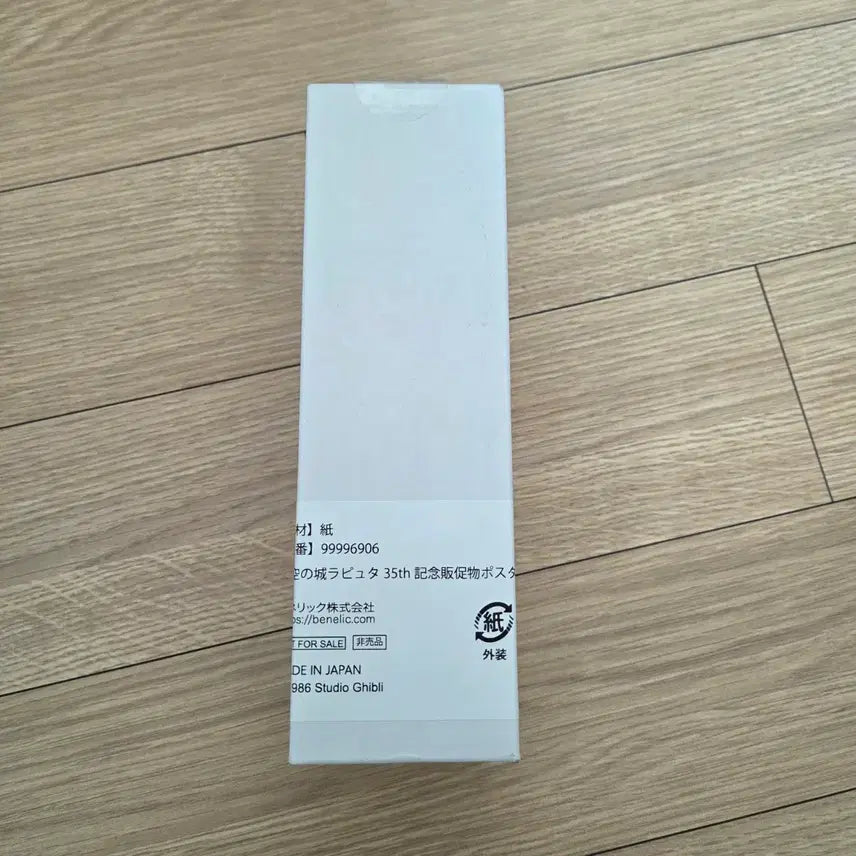 材】紙
番】99996906
空の城ラピュタ 35th 記念販促物ポスタ
ネリック株式会社
ps://benelic.com
T FOR SALE 非売品
DE IN JAPAN
986 Studio Ghibli
紙
外装